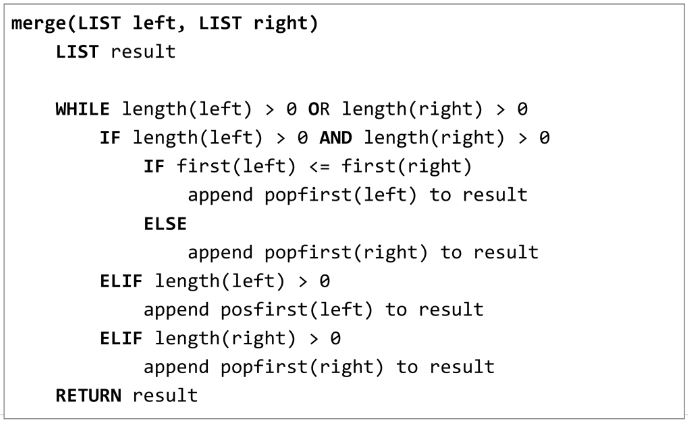 merge(LIST left, LIST right)
LIST result
WHILE length(left) > 0 OR length(right) > 0
IF length(left) > 0 AND length(right) > 0
IF first(left) <= first(right)
append popfirst(left) to result
ELSE
append popfirst(right) to result
ELIF length(left) > 0
append posfirst(left) to result
ELIF length(right) > 0
append popfirst(right) to result
RETURN result